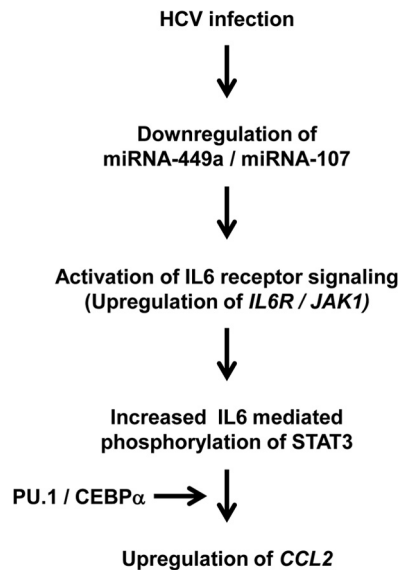 HCV infection
Downregulation of
miRNA-449a / miRNA-107
Activation of IL6 receptor signaling
(Upregulation of IL6R / JAK1)
Increased IL6 mediated
phosphorylation of STAT3
PU.1 / CEBPα
Upregulation of CCL2